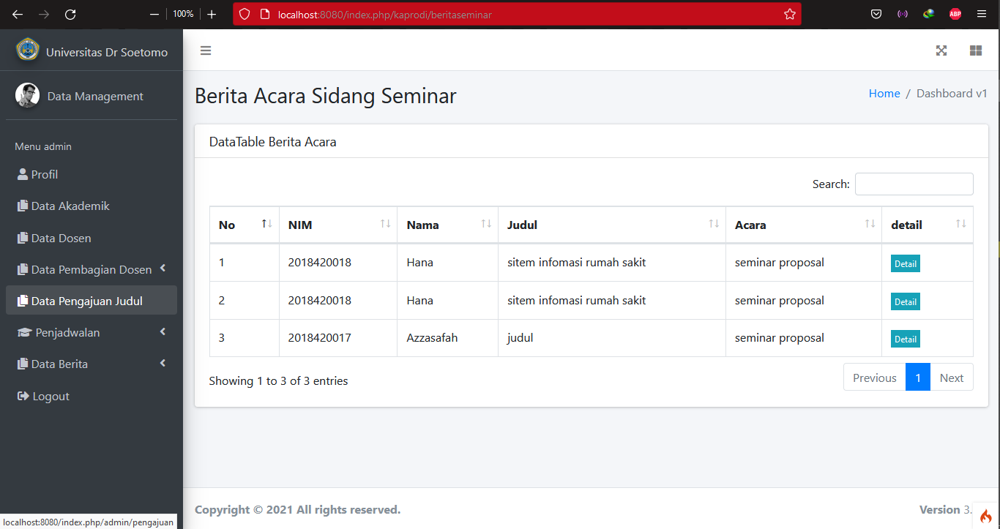 100%
localhost:8080/index.php/kaprodi/beritaseminar
ABP
Universitas Dr Soetomo
Data Management
Menu admin
Profil
Data Akademik
Data Dosen
Data Pembagian Dosen
Data Pengajuan Judul
Penjadwalan
Data Berita
Logout
localhost:8080/index.php/admin/pengajuan
Berita Acara Sidang Seminar
Home / Dashboard v1
DataTable Berita Acara
Search:
No NIM Nama Judul Acara detail
1 2018420018 Hana sitem infomasi rumah sakit seminar proposal Detail
2 2018420018 Hana sitem infomasi rumah sakit seminar proposal Detail
3 2018420017 Azzasafah judul seminar proposal Detail
Showing 1 to 3 of 3 entries
Previous 1 Next
Copyright © 2021 All rights reserved.
Version 3.